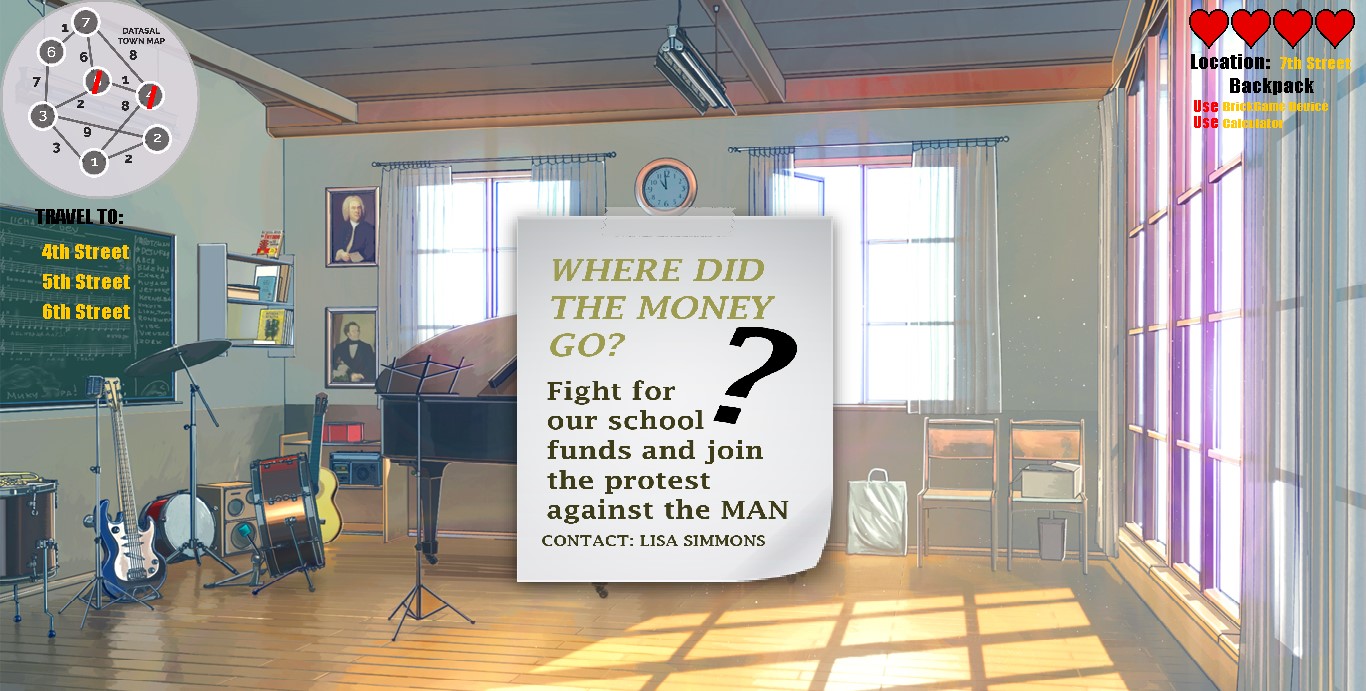 7
1
DATASAL
TOWN MAP
6
6
8
7
1
2
8
3
9
2
3
1
2
TRAVEL TO:
4th Street
5th Street
6th Street
Location: 7th Street
Backpack
Use BrickGame Device
Use Calculator
WHERE DID
THE MONEY
GO?
?
Fight for
our school
funds and join
the protest
against the MAN
CONTACT: LISA SIMMONS